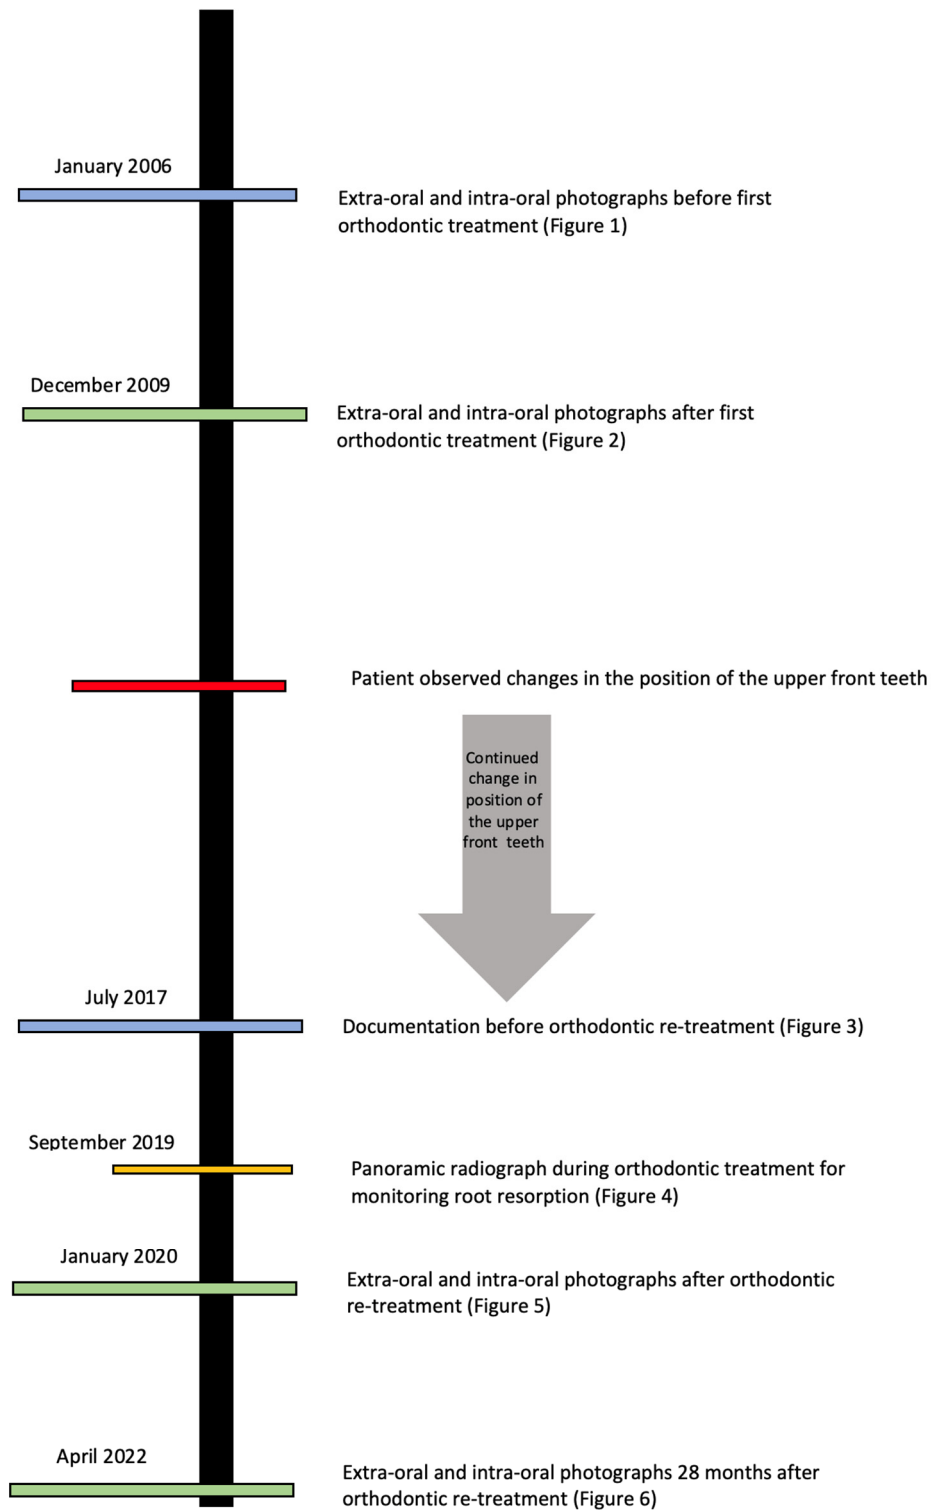 January 2006
Extra-oral and intra-oral photographs before first
orthodontic treatment (Figure 1)
December 2009
Extra-oral and intra-oral photographs after first
orthodontic treatment (Figure 2)
Patient observed changes in the position of the upper front teeth
Continued
change in
position of
the upper
front teeth
July 2017
Documentation before orthodontic re-treatment (Figure 3)
September 2019
Panoramic radiograph during orthodontic treatment for
monitoring root resorption (Figure 4)
January 2020
Extra-oral and intra-oral photographs after orthodontic
re-treatment (Figure 5)
April 2022
Extra-oral and intra-oral photographs 28 months after
orthodontic re-treatment (Figure 6)